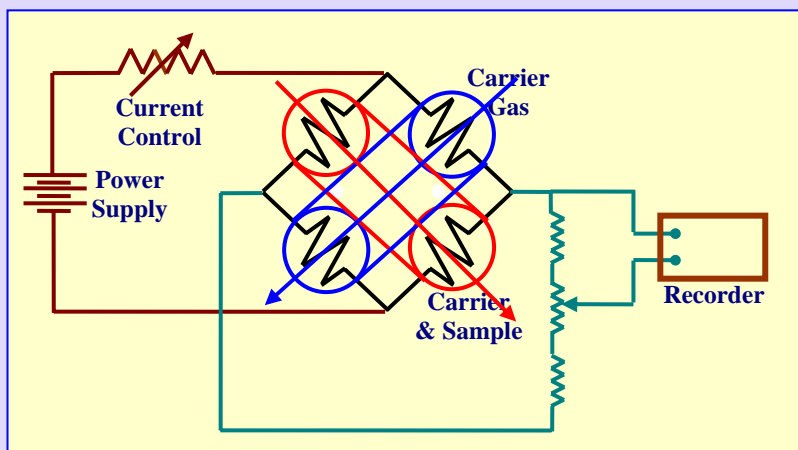 Current
Control
Carrier
Gas
Power
Supply
Recorder
Carrier
& Sample